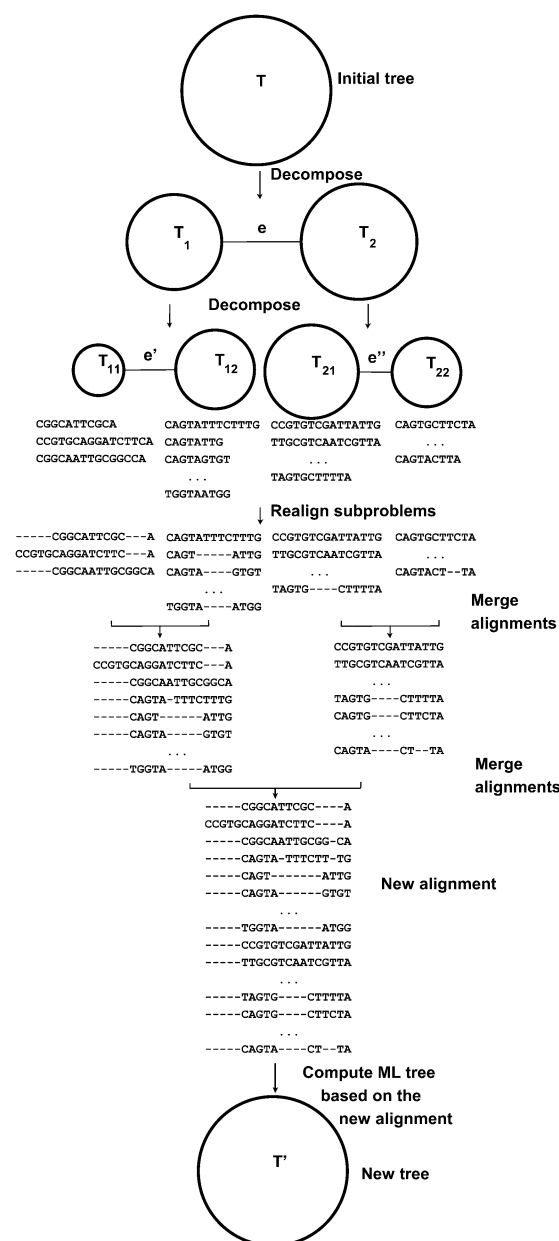 T
Initial tree
Decompose
T1
e
T2
Decompose
T11
e'
T12
T21
e''
T22
CGGCATTCGCA CAGTATTTCTTTG CCGTGTCGATTATTG CAGTGCTTCTA
CCGTGCAGGATCTTCA CAGTATTG TTGCGTCAATCGTTA ...
CGGCAATTGCGGCCA CAGTAGTGT ... CAGTACTTA
... TAGTGCTTTTA
TGGTAATGG
Realign subproblems
-----CGGCATTCGC---A CAGTATTTCTTTG CCGTGTCGATTATTG CAGTGCTTCTA
CCGTGCAGGATCTTC---A CAGT-----ATTG TTGCGTCAATCGTTA ...
-----CGGCAATTGCGGCA CAGTA----GTGT ... CAGTACT--TA
... TAGTG----CTTTTA
TGGTA----ATGG
Merge
alignments
-----CGGCATTCGC---A CCGTGTCGATTATTG
CCGTGCAGGATCTTC---A TTGCGTCAATCGTTA
-----CGGCAATTGCGGCA ...
-----CAGTA-TTTCTTTG TAGTG----CTTTTA
-----CAGT------ATTG CAGTG----CTTCTA
-----CAGTA-----GTGT ...
... CAGTA----CT--TA
-----TGGTA-----ATGG
Merge
alignments
-----CGGCATTCGC----A
CCGTGCAGGATCTTC----A
-----CGGCAATTGCGG-CA
-----CAGTA-TTTCTT-TG
-----CAGT-------ATTG
-----CAGTA------GTGT
...
-----TGGTA------ATGG
-----CCGTGTCGATTATTG
-----TTGCGTCAATCGTTA
...
-----TAGTG----CTTTTA
-----CAGTG----CTTCTA
...
-----CAGTA----CT--TA
New alignment
Compute ML tree
based on the
new alignment
T'
New tree